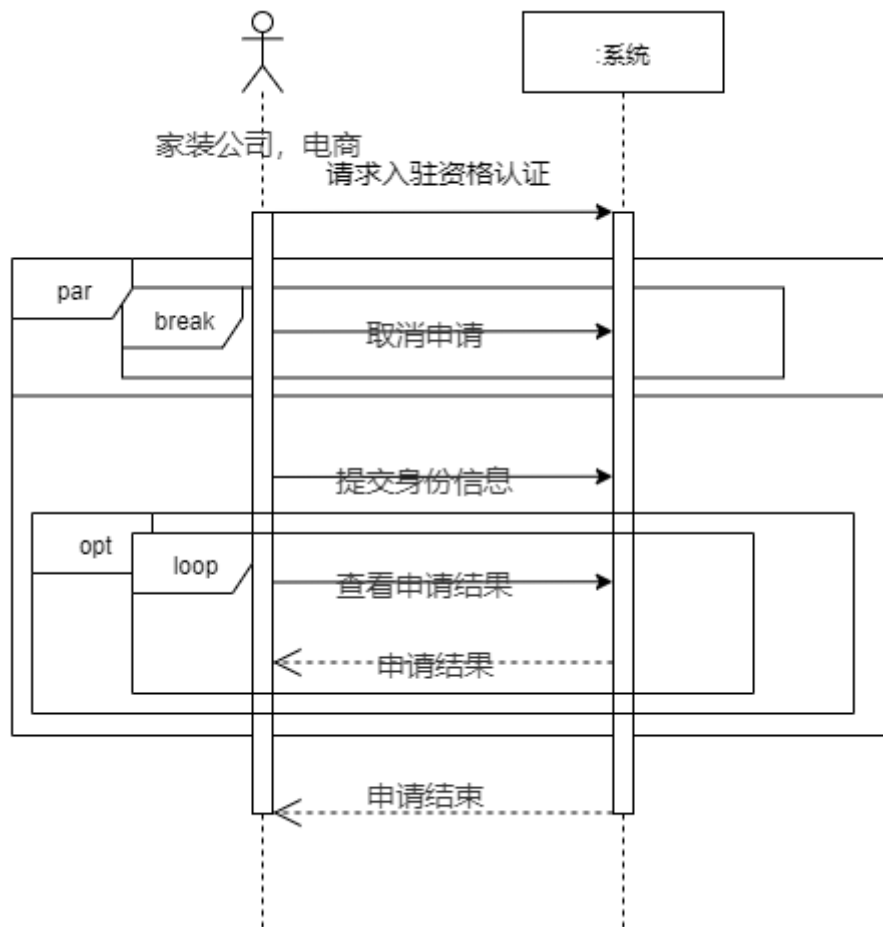 :系统
家装公司，电商
请求入驻资格认证
par
break
取消申请
提交身份信息
opt
loop
查看申请结果
申请结果
申请结束